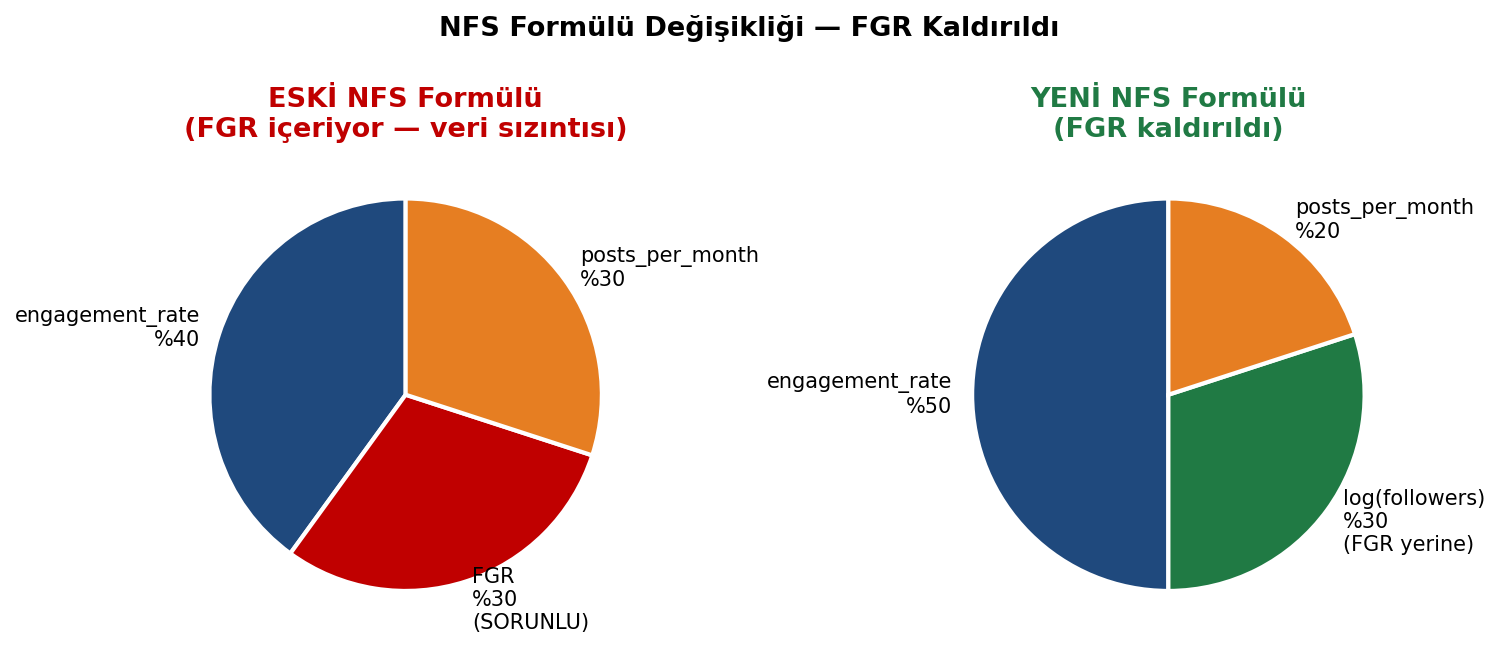 NFS Formülü Değişikliği — FGR Kaldırıldı
ESKİ NFS Formülü
(FGR içeriyor — veri sızıntısı)
posts_per_month
%30
engagement_rate
%40
FGR
%30
(SORUNLU)
YENİ NFS Formülü
(FGR kaldırıldı)
posts_per_month
%20
engagement_rate
%50
log(followers)
%30
(FGR yerine)